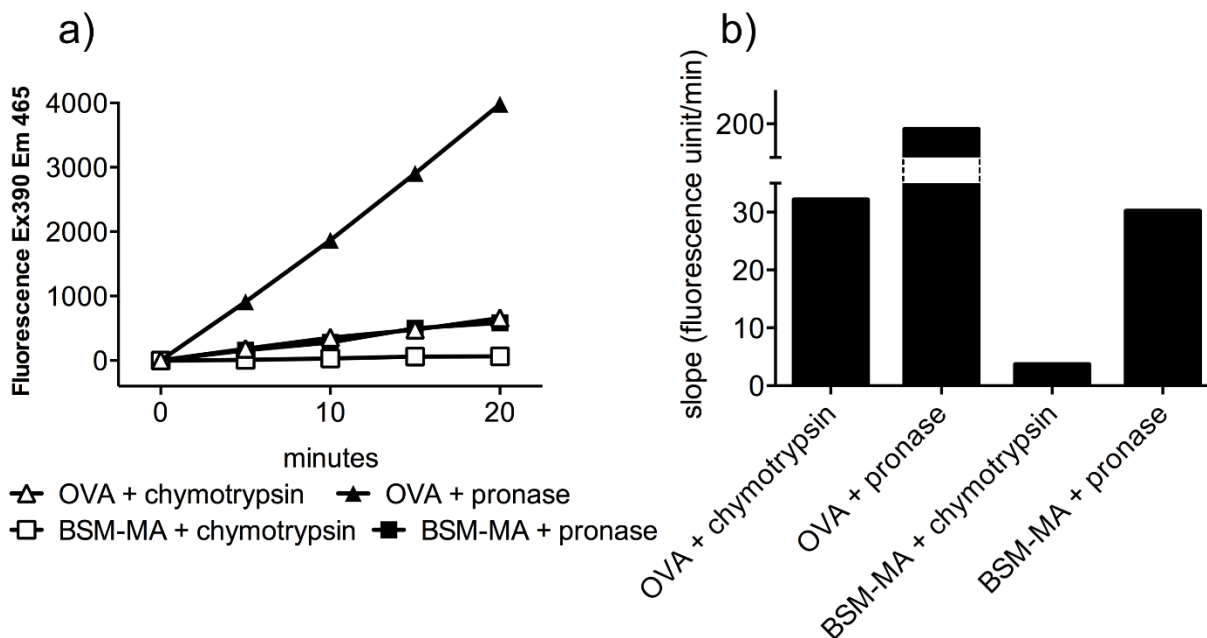 a)
Fluorescence Ex390 Em 465
4000
3000
2000
1000
0
0 10 20
minutes
OVA + chymotrypsin OVA + pronase
BSM-MA + chymotrypsin BSM-MA + pronase
b)
slope (fluorescence uinit/min)
200
30
20
10
0
OVA + chymotrypsin
OVA + pronase
BSM-MA + chymotrypsin
BSM-MA + pronase